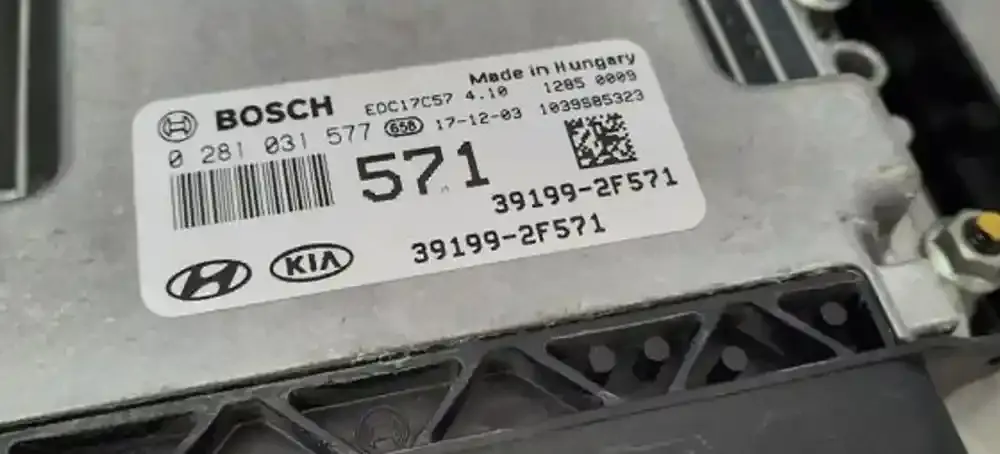 BOSCH EDC17C57 4.10 Made in Hungary
1285 0009
0 281 031 577 658 17-12-03 1039S85323
571
39199-2F571
39199-2F571
KIA